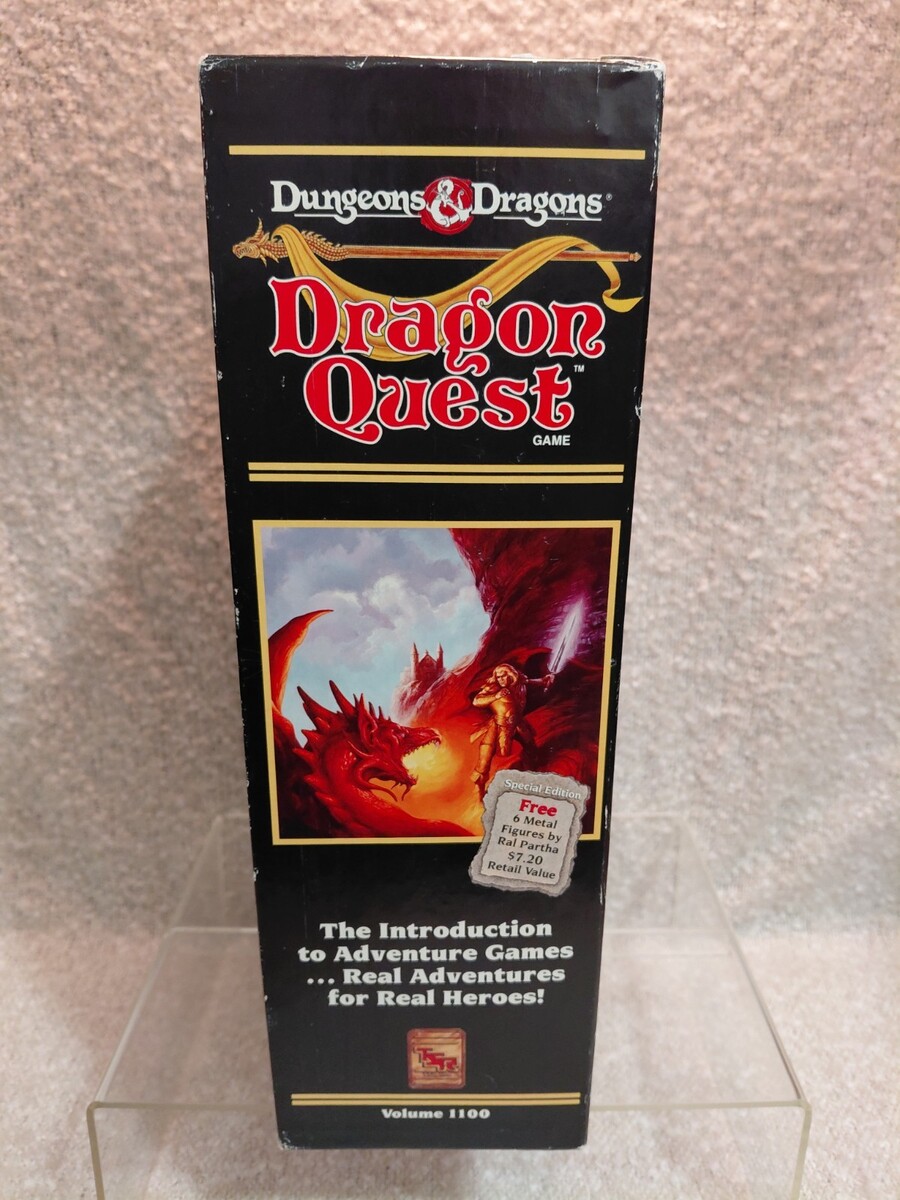 Dungeons & Dragons®
Dragon
Quest™
GAME
Special Edition
Free
6 Metal
Figures by
Ral Partha
$7.20
Retail Value
The Introduction
to Adventure Games
... Real Adventures
for Real Heroes!
TSR
Volume 1100